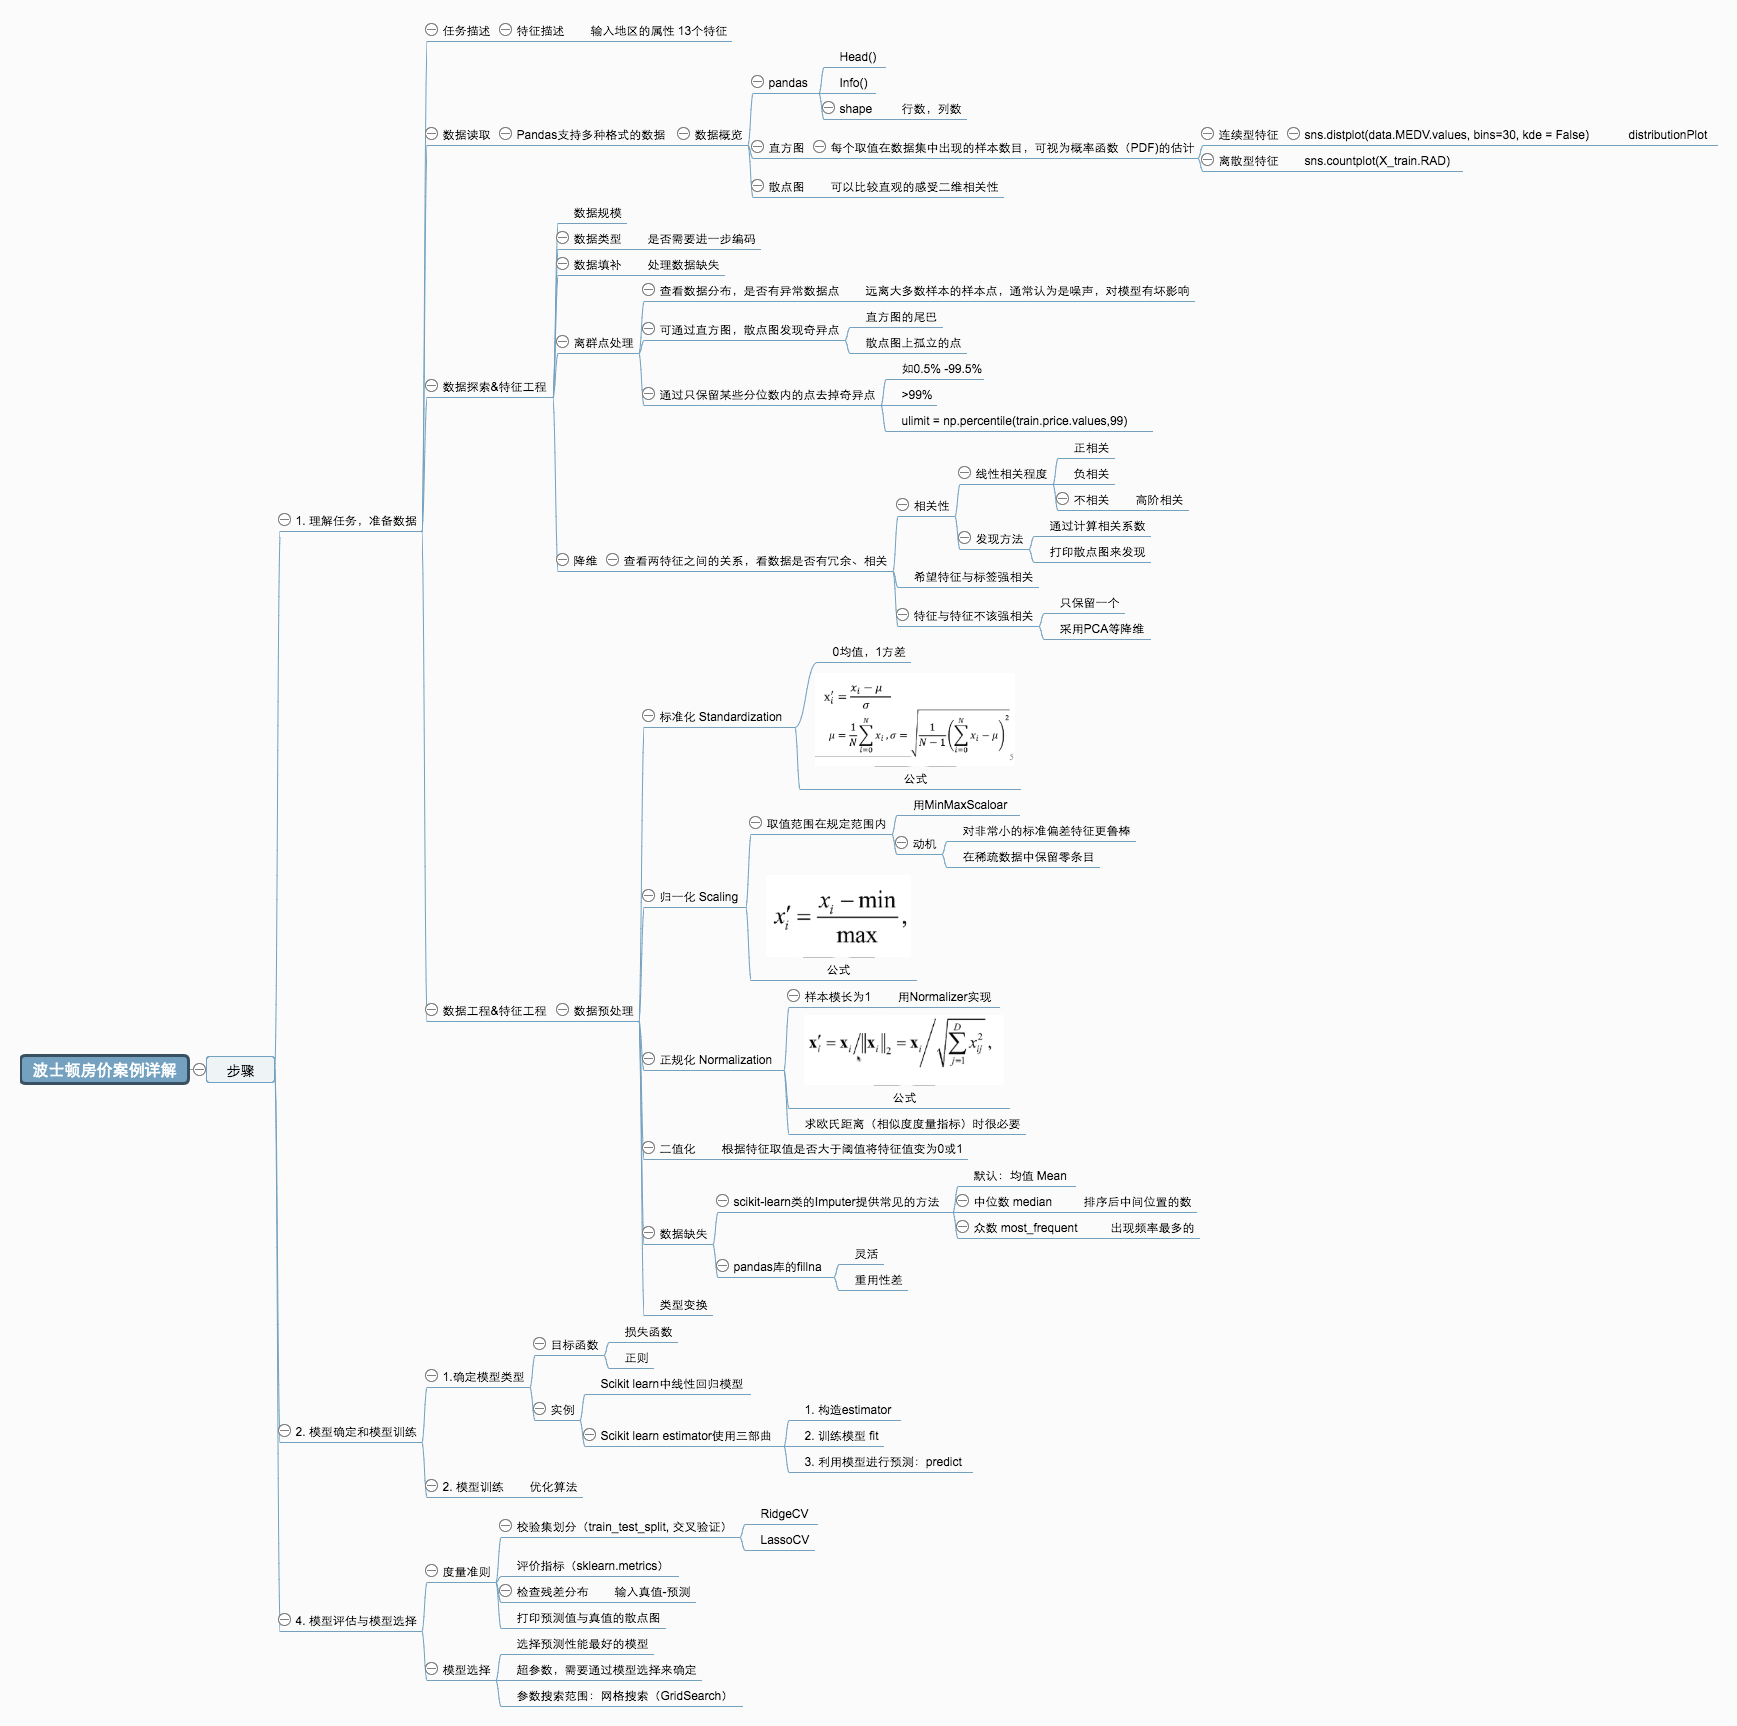 任务描述 特征描述 输入地区的属性 13个特征
Head()
pandas
Info()
shape 行数，列数
数据读取 Pandas支持多种格式的数据 数据概览
直方图 每个取值在数据集中出现的样本数目，可视为概率函数（PDF)的估计
连续型特征 sns.distplot(data.MEDV.values, bins=30, kde = False) distributionPlot
离散型特征 sns.countplot(X_train.RAD)
散点图 可以比较直观的感受二维相关性
数据规模
数据类型 是否需要进一步编码
数据填补 处理数据缺失
查看数据分布，是否有异常数据点 远离大多数样本的样本点，通常认为是噪声，对模型有坏影响
可通过直方图，散点图发现奇异点
直方图的尾巴
散点图上孤立的点
离群点处理
如0.5% -99.5%
通过只保留某些分位数内的点去掉奇异点
>99%
ulimit = np.percentile(train.price.values,99)
数据探索&特征工程
正相关
线性相关程度
负相关
不相关 高阶相关
相关性
1. 理解任务，准备数据
通过计算相关系数
发现方法
打印散点图来发现
降维 查看两特征之间的关系，看数据是否有冗余、相关
希望特征与标签强相关
只保留一个
特征与特征不该强相关
采用PCA等降维
0均值，1方差
x′i = (xi − μ) / σ
标准化 Standardization
μ = 1/N ∑(i=0..N) xi , σ = √( 1/(N − 1) (∑(i=0..N) xi − μ)² )
5
公式
用MinMaxScaloar
取值范围在规定范围内
对非常小的标准偏差特征更鲁棒
动机
在稀疏数据中保留零条目
归一化 Scaling
x′i = (xi − min) / max ,
公式
样本模长为1 用Normalizer实现
数据工程&特征工程 数据预处理
x′i = xi/‖xi‖2 = xi/√(∑(j=1..D) x²ij) ,
正规化 Normalization
波士顿房价案例详解 步骤
公式
求欧氏距离（相似度度量指标）时很必要
二值化 根据特征取值是否大于阈值将特征值变为0或1
默认：均值 Mean
scikit-learn类的Imputer提供常见的方法
中位数 median 排序后中间位置的数
众数 most_frequent 出现频率最多的
数据缺失
灵活
pandas库的fillna
重用性差
类型变换
损失函数
目标函数
正则
1.确定模型类型
Scikit learn中线性回归模型
实例
1. 构造estimator
Scikit learn estimator使用三部曲
2. 训练模型 fit
3. 利用模型进行预测：predict
2. 模型确定和模型训练
2. 模型训练 优化算法
RidgeCV
校验集划分（train_test_split, 交叉验证）
LassoCV
评价指标（sklearn.metrics）
度量准则
检查残差分布 输入真值-预测
打印预测值与真值的散点图
4. 模型评估与模型选择
选择预测性能最好的模型
模型选择
超参数，需要通过模型选择来确定
参数搜索范围：网格搜索（GridSearch）